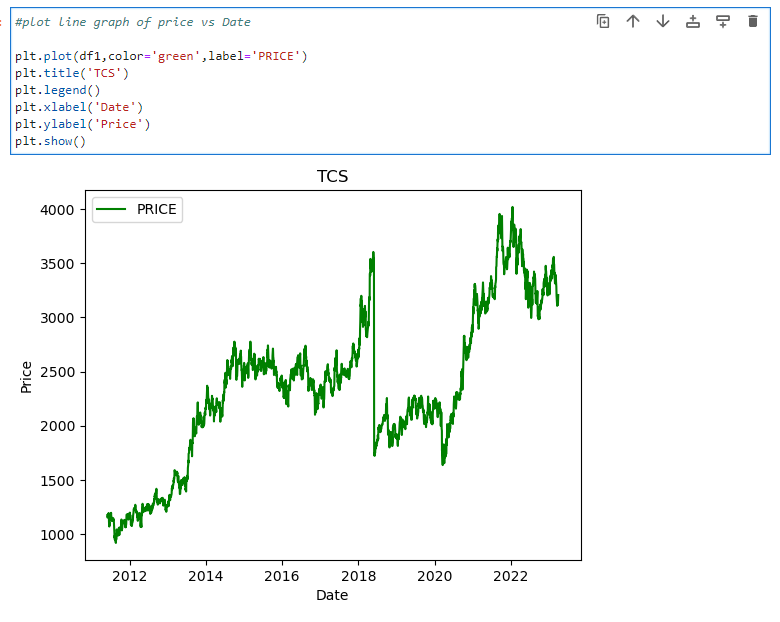 #plot line graph of price vs Date
plt.plot(df1,color='green',label='PRICE')
plt.title('TCS')
plt.legend()
plt.xlabel('Date')
plt.ylabel('Price')
plt.show()
TCS
PRICE
4000
3500
3000
2500
2000
1500
1000
Price
2012 2014 2016 2018 2020 2022
Date